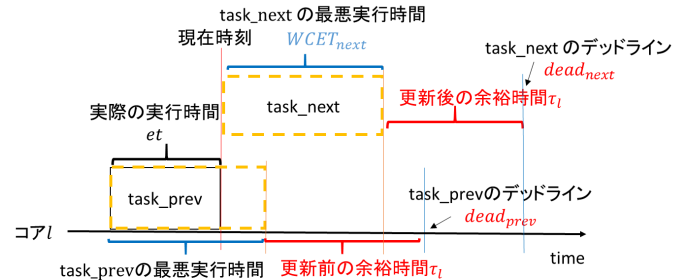 task_next の最悪実行時間
現在時刻
WCET_next
task_next のデッドライン
dead_next
task_next
更新後の余裕時間τ_l
実際の実行時間
et
task_prev
task_prevのデッドライン
dead_prev
コアl
time
task_prevの最悪実行時間
更新前の余裕時間τ_l